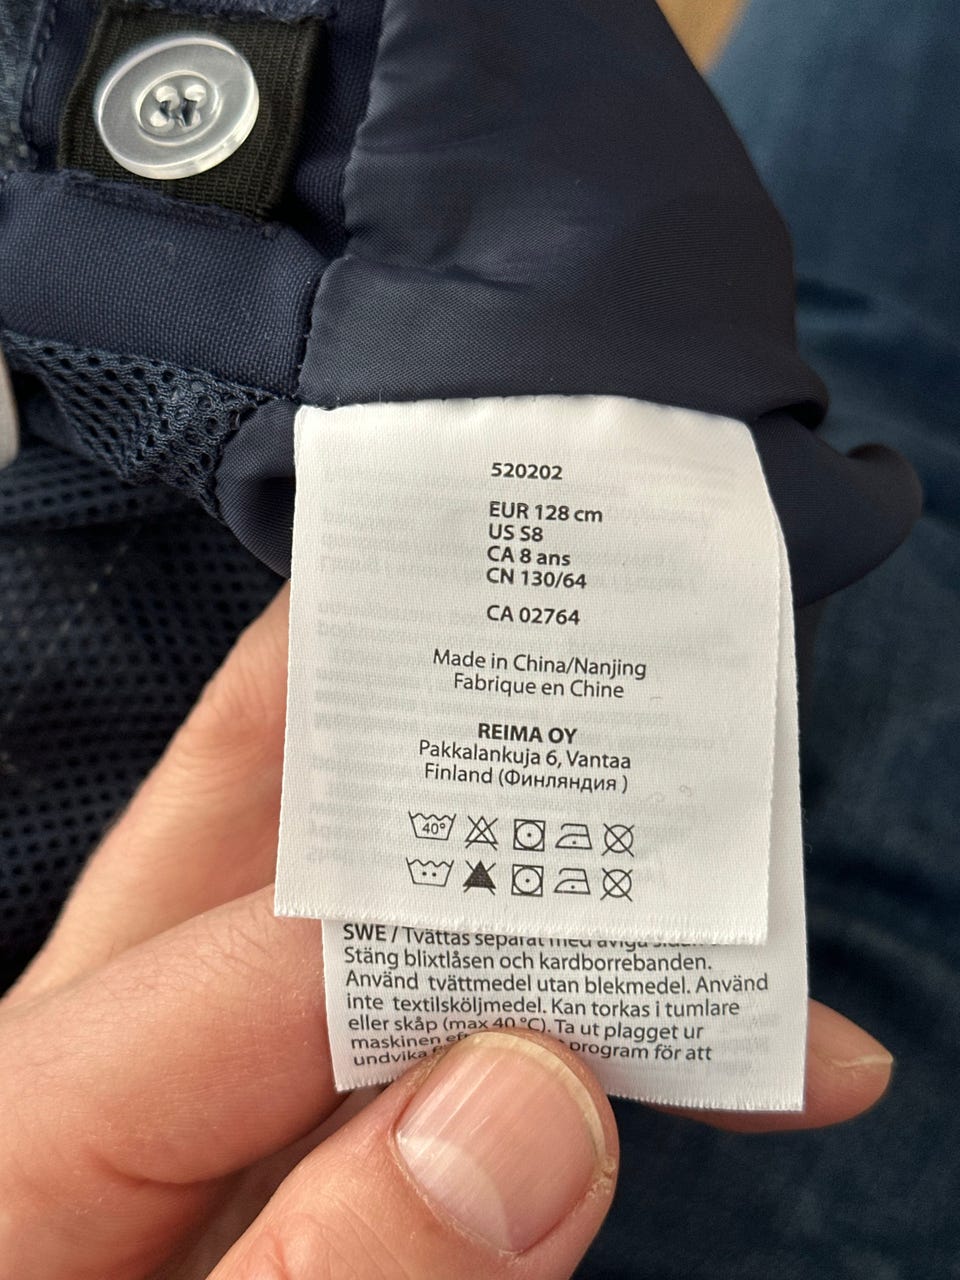 520202
EUR 128 cm
US S8
CA 8 ans
CN 130/64
CA 02764
Made in China/Nanjing
Fabrique en Chine
REIMA OY
Pakkalankuja 6, Vantaa
Finland (Финляндия )
40°
SWE / Tvättas separat med aviga
Stäng blixtlåsen och kardborrebanden.
Använd tvättmedel utan blekmedel. Använd
inte textilsköljmedel. Kan torkas i tumlare
eller skåp (max 40 °C). Ta ut plagget ur
maskinen program för att
undvika